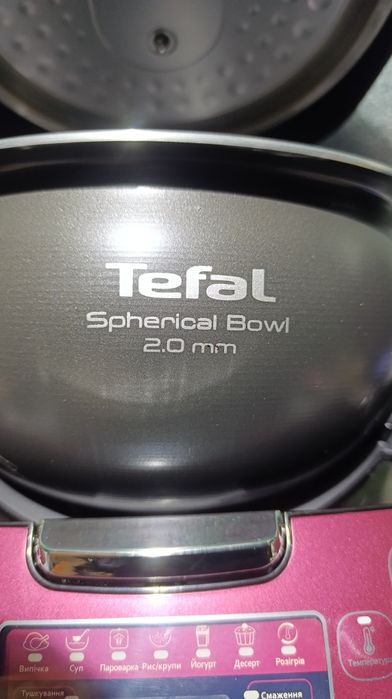 Tefal
Spherical Bowl
2.0 mm
Випічка Суп Пароварка Рис/крупи Йогурт Десерт Розігрів
Температура
Тушкування
Смаження